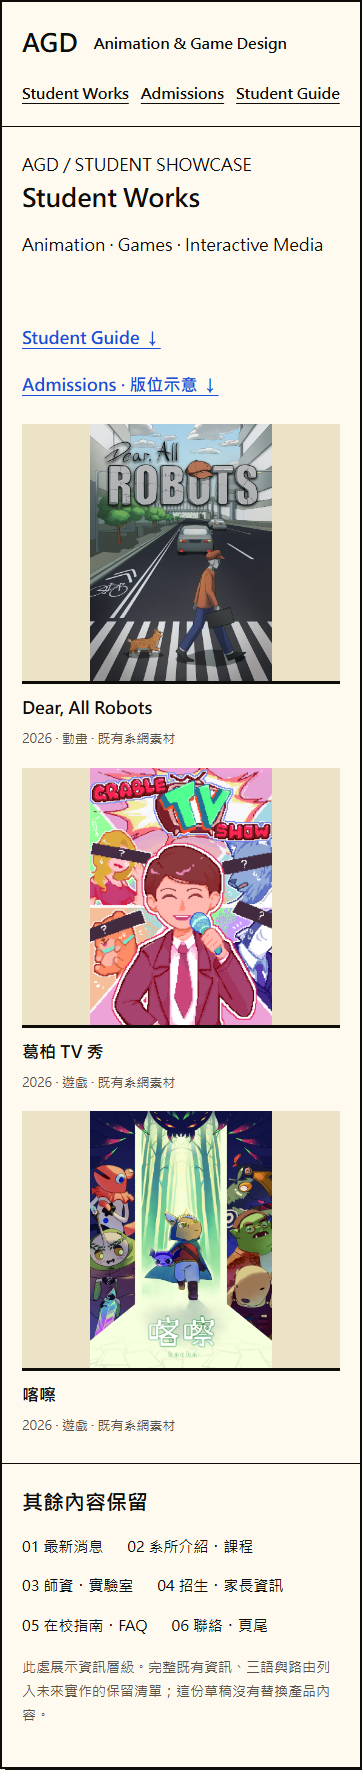 AGD Animation & Game Design
Student Works Admissions Student Guide
AGD / STUDENT SHOWCASE
Student Works
Animation · Games · Interactive Media
Student Guide ↓
Admissions · 版位示意 ↓
Dear, All
ROBOTS
Dear, All Robots
2026 · 動畫 · 既有系網素材
GRABLE
TV
SHOW
?
?
?
?
葛柏 TV 秀
2026 · 遊戲 · 既有系網素材
喀嚓
喀嚓
2026 · 遊戲 · 既有系網素材
其餘內容保留
01 最新消息 02 系所介紹・課程
03 師資・實驗室 04 招生・家長資訊
05 在校指南・FAQ 06 聯絡・頁尾
此處展示資訊層級。完整既有資訊、三語與路由列
入未來實作的保留清單；這份草稿沒有替換產品內
容。